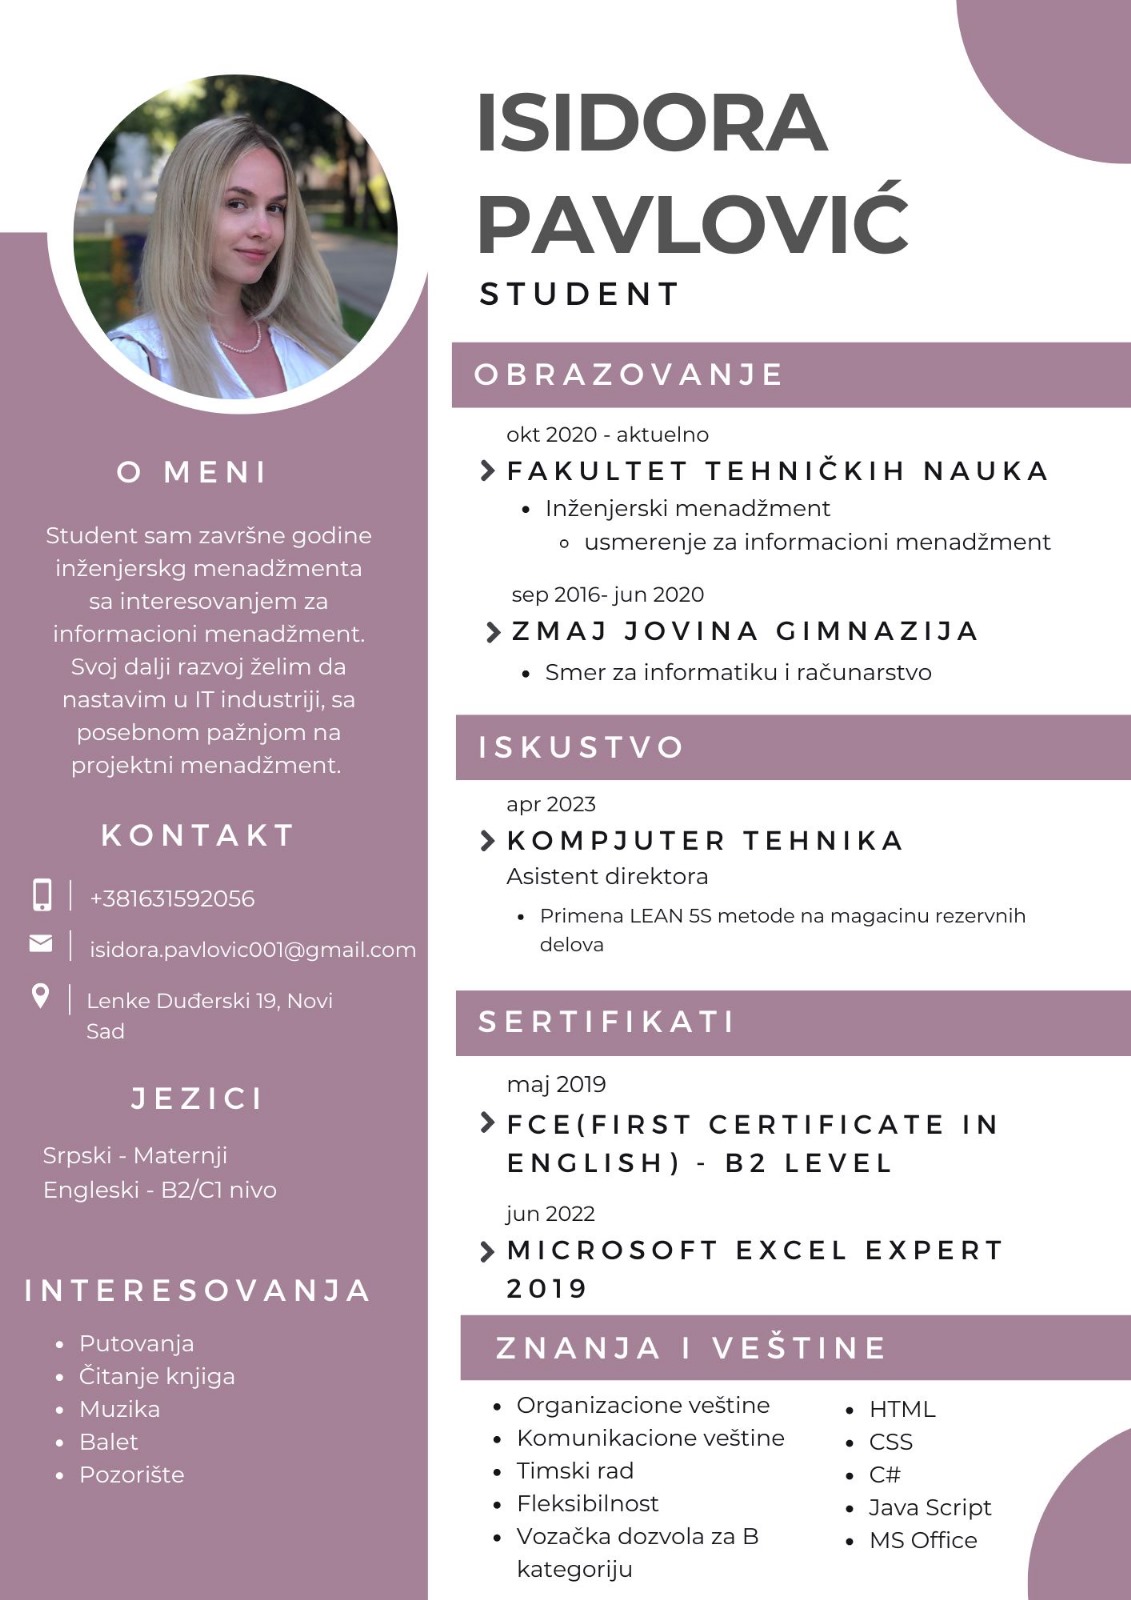 ISIDORA
PAVLOVIĆ
STUDENT
O MENI
Student sam završne godine
inženjerskg menadžmenta
sa interesovanjem za
informacioni menadžment.
Svoj dalji razvoj želim da
nastavim u IT industriji, sa
posebnom pažnjom na
projektni menadžment.
KONTAKT
+381631592056
isidora.pavlovic001@gmail.com
Lenke Duđerski 19, Novi
Sad
JEZICI
Srpski - Maternji
Engleski - B2/C1 nivo
INTERESOVANJA
• Putovanja
• Čitanje knjiga
• Muzika
• Balet
• Pozorište
OBRAZOVANJE
okt 2020 - aktuelno
FAKULTET TEHNIČKIH NAUKA
• Inženjerski menadžment
◦ usmerenje za informacioni menadžment
sep 2016- jun 2020
ZMAJ JOVINA GIMNAZIJA
• Smer za informatiku i računarstvo
ISKUSTVO
apr 2023
KOMPJUTER TEHNIKA
Asistent direktora
• Primena LEAN 5S metode na magacinu rezervnih
delova
SERTIFIKATI
maj 2019
FCE(FIRST CERTIFICATE IN
ENGLISH) - B2 LEVEL
jun 2022
MICROSOFT EXCEL EXPERT
2019
ZNANJA I VEŠTINE
• Organizacione veštine
• Komunikacione veštine
• Timski rad
• Fleksibilnost
• Vozačka dozvola za B
kategoriju
• HTML
• CSS
• C#
• Java Script
• MS Office